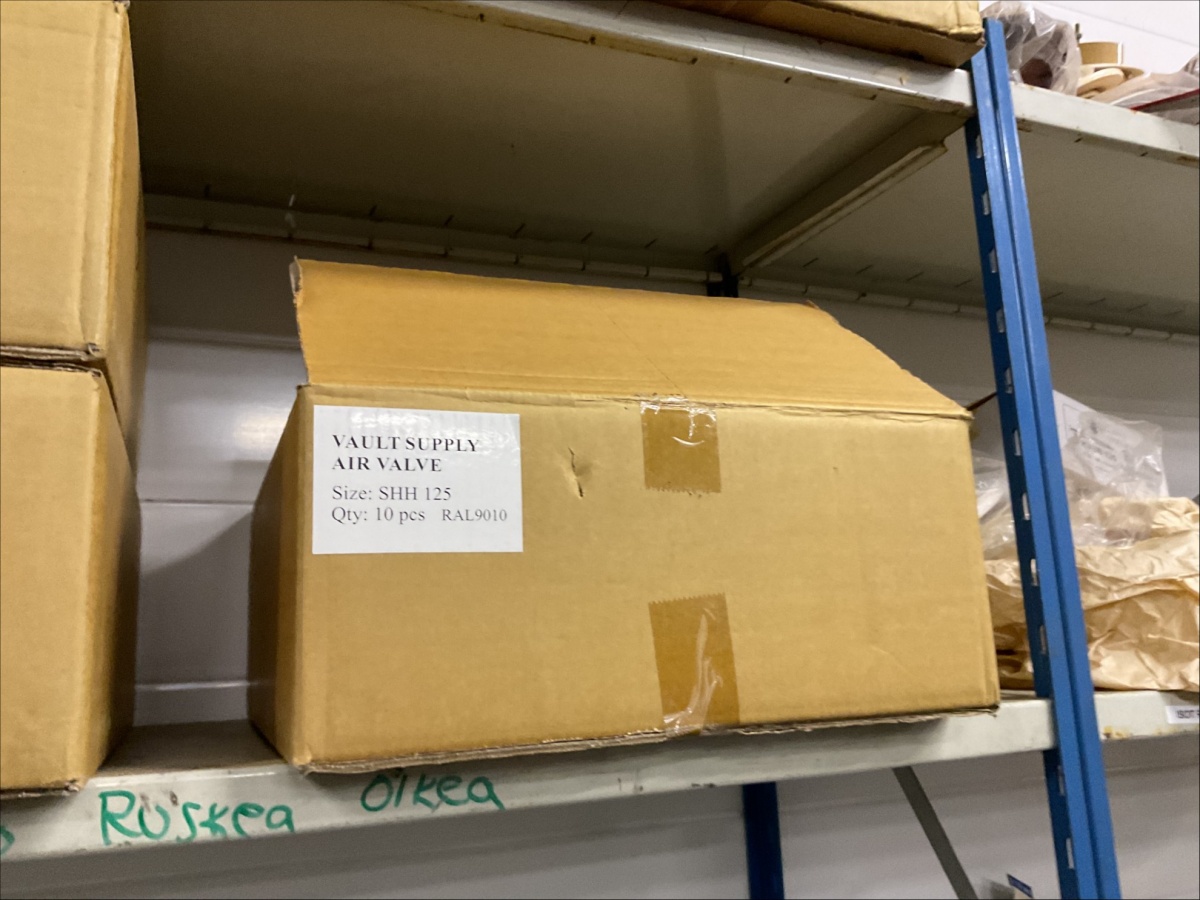 VAULT SUPPLY
AIR VALVE
Size: SHH 125
Qty: 10 pcs RAL9010
Ruskea oikea